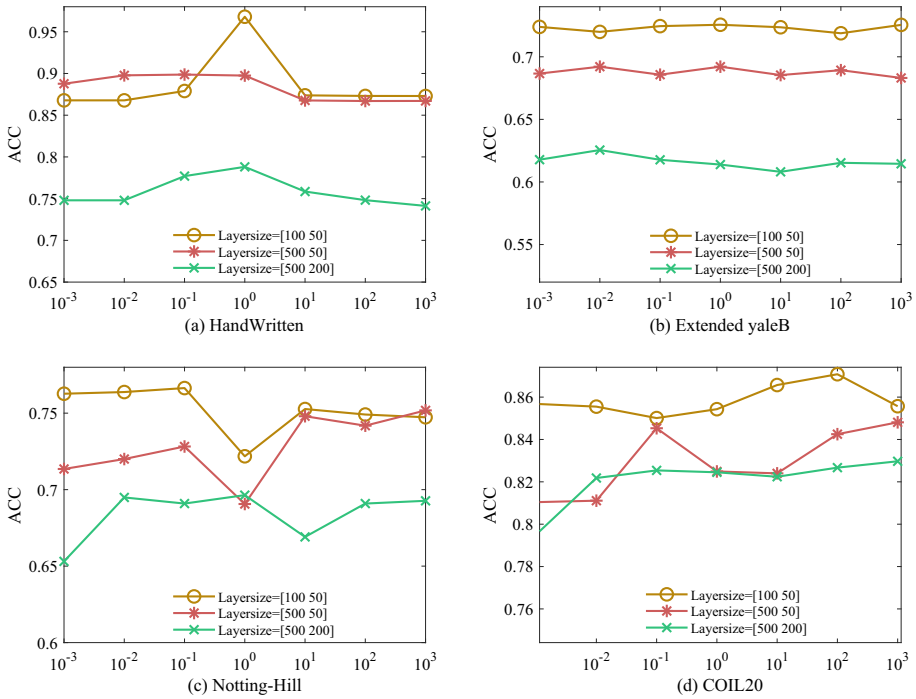 ACC
0.95
0.9
0.85
0.8
0.75
0.7
0.65
Layersize=[100 50]
Layersize=[500 50]
Layersize=[500 200]
10^-3 10^-2 10^-1 10^0 10^1 10^2 10^3
(a) HandWritten
ACC
0.7
0.65
0.6
0.55
Layersize=[100 50]
Layersize=[500 50]
Layersize=[500 200]
10^-3 10^-2 10^-1 10^0 10^1 10^2 10^3
(b) Extended yaleB
ACC
0.75
0.7
0.65
0.6
Layersize=[100 50]
Layersize=[500 50]
Layersize=[500 200]
10^-3 10^-2 10^-1 10^0 10^1 10^2 10^3
(c) Notting-Hill
ACC
0.86
0.84
0.82
0.8
0.78
0.76
Layersize=[100 50]
Layersize=[500 50]
Layersize=[500 200]
10^-2 10^-1 10^0 10^1 10^2 10^3
(d) COIL20